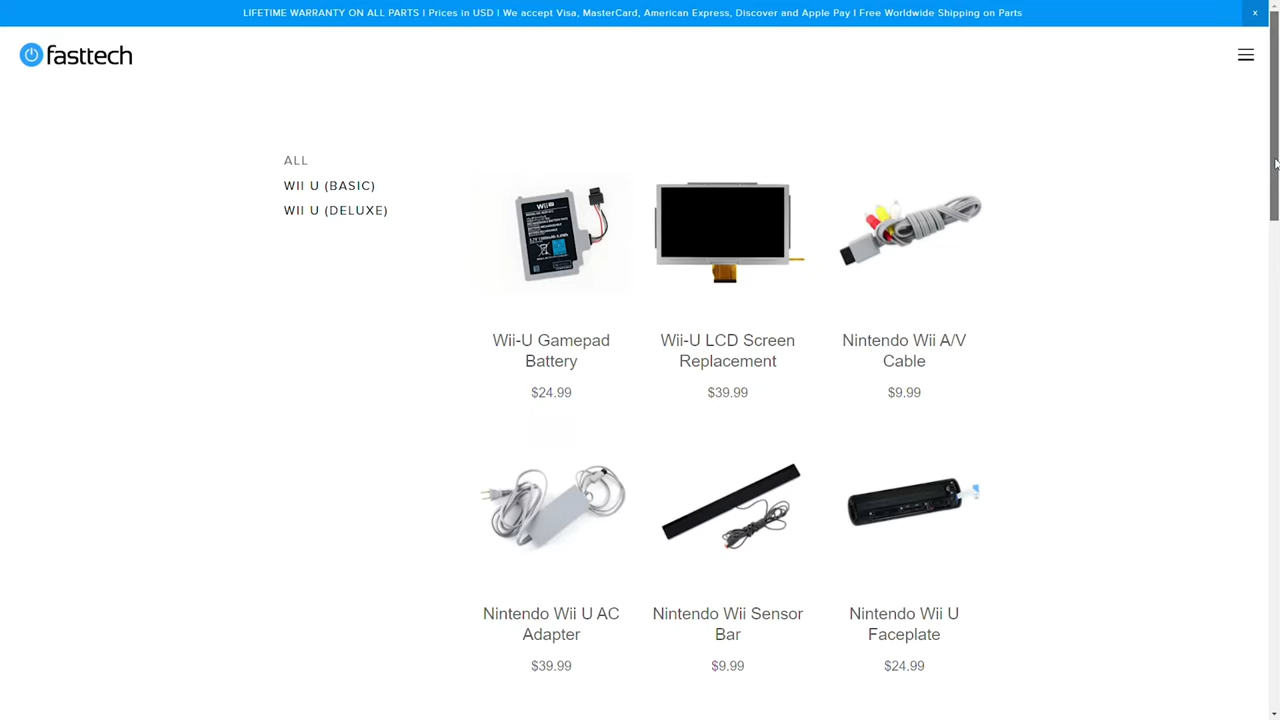 LIFETIME WARRANTY ON ALL PARTS | Prices in USD | We accept Visa, MasterCard, American Express, Discover and Apple Pay | Free Worldwide Shipping on Parts
x
fasttech
ALL
WII U (BASIC)
WII U (DELUXE)
Wii U
Wii-U Gamepad
Battery
$24.99
Wii-U LCD Screen
Replacement
$39.99
Nintendo Wii A/V
Cable
$9.99
Nintendo Wii U AC
Adapter
$39.99
Nintendo Wii Sensor
Bar
$9.99
Nintendo Wii U
Faceplate
$24.99